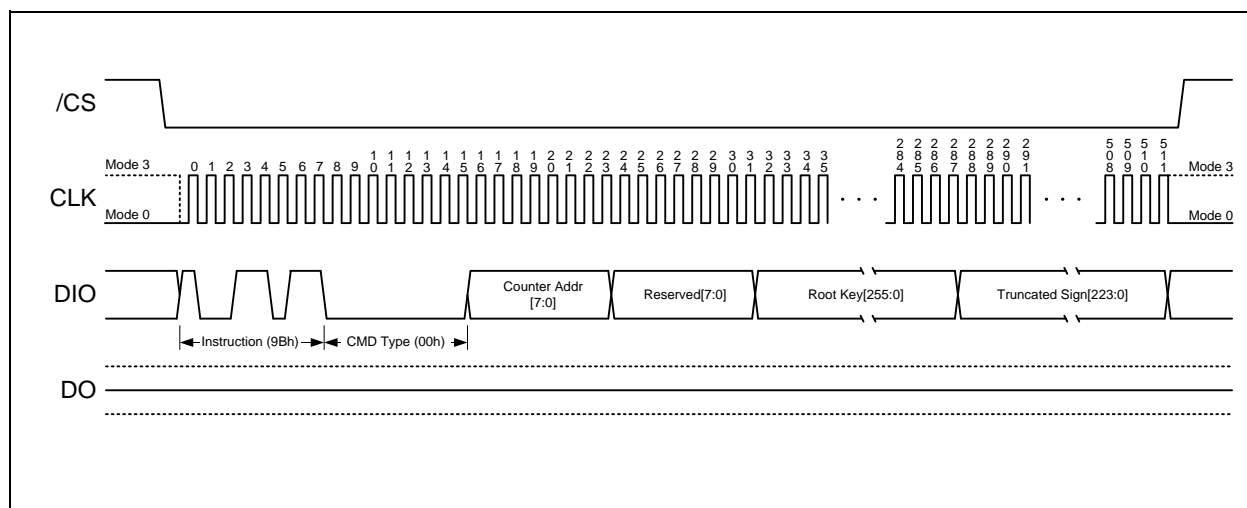 /CS
Mode 3
0 1 2 3 4 5 6 7 8 9 10 11 12 13 14 15 16 17 18 19 20 21 22 23 24 25 26 27 28 29 30 31 32 33 34 35 284 285 286 287 288 289 290 291 508 509 510 511
Mode 3
CLK
. . .
. . .
Mode 0
Mode 0
DIO
Counter Addr
[7:0]
Reserved[7:0]
Root Key[255:0]
Truncated Sign[223:0]
Instruction (9Bh)
CMD Type (00h)
DO